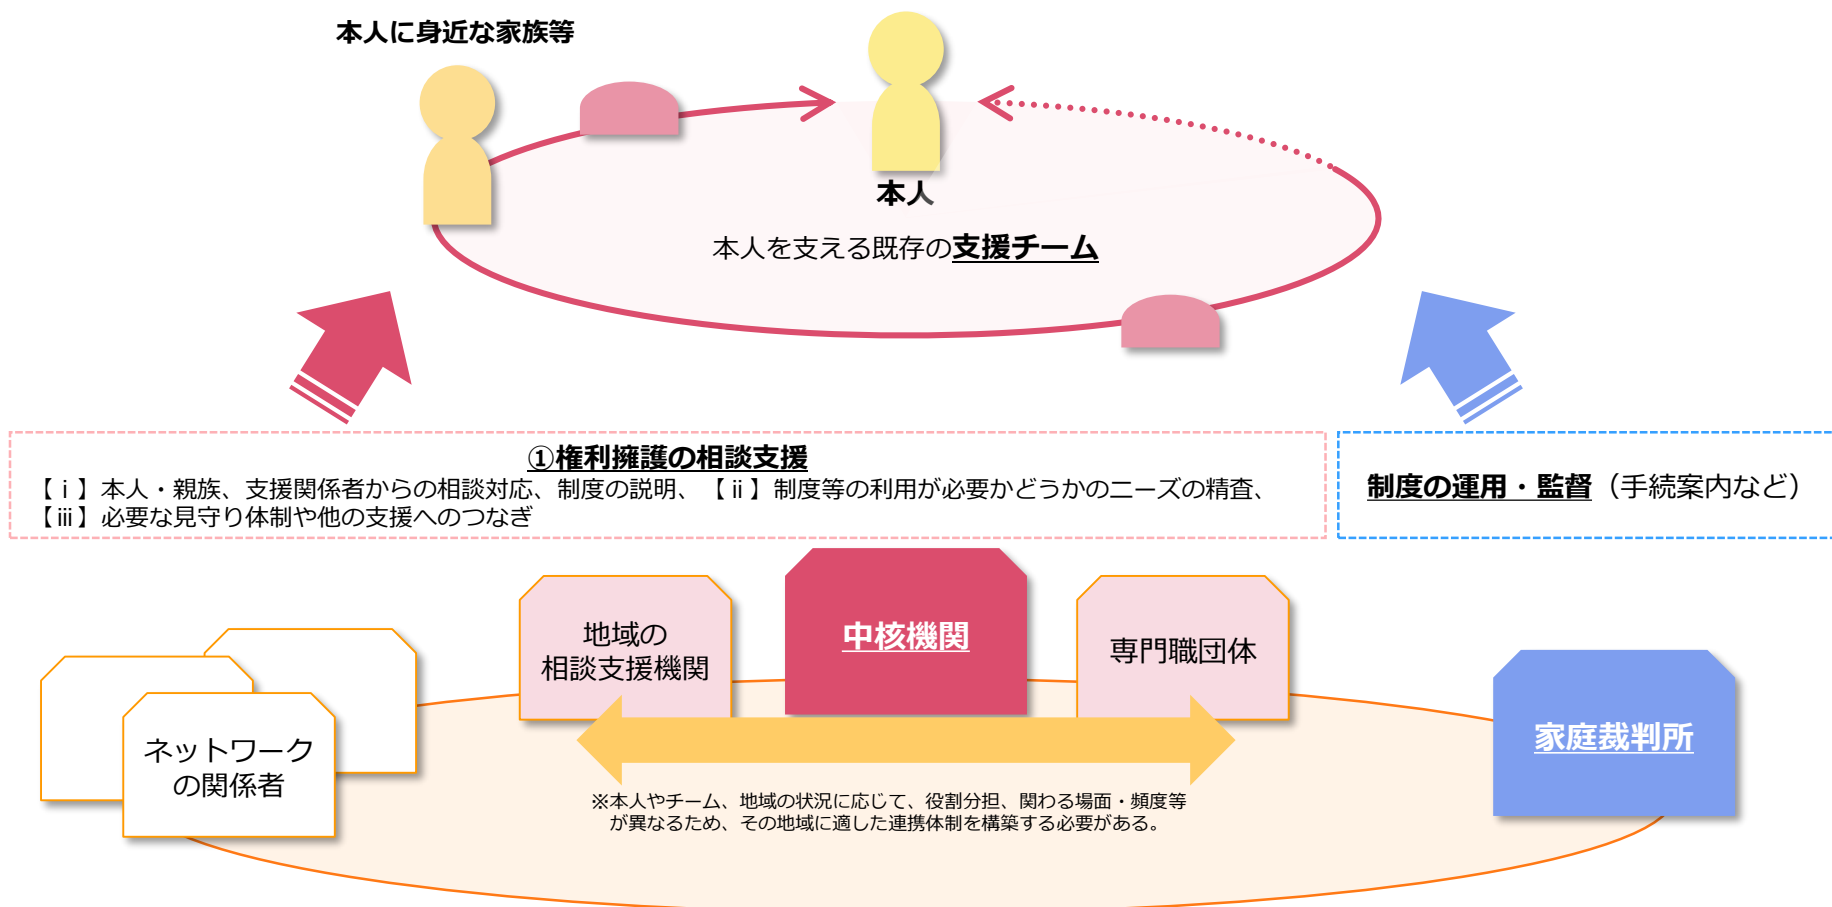 本人に身近な家族等
本人
本人を支える既存の支援チーム
①権利擁護の相談支援
【ⅰ】本人・親族、支援関係者からの相談対応、制度の説明、【ⅱ】制度等の利用が必要かどうかのニーズの精査、
【ⅲ】必要な見守り体制や他の支援へのつなぎ
制度の運用・監督（手続案内など）
地域の
相談支援機関
中核機関
専門職団体
家庭裁判所
ネットワーク
の関係者
※本人やチーム、地域の状況に応じて、役割分担、関わる場面・頻度等
が異なるため、その地域に適した連携体制を構築する必要がある。